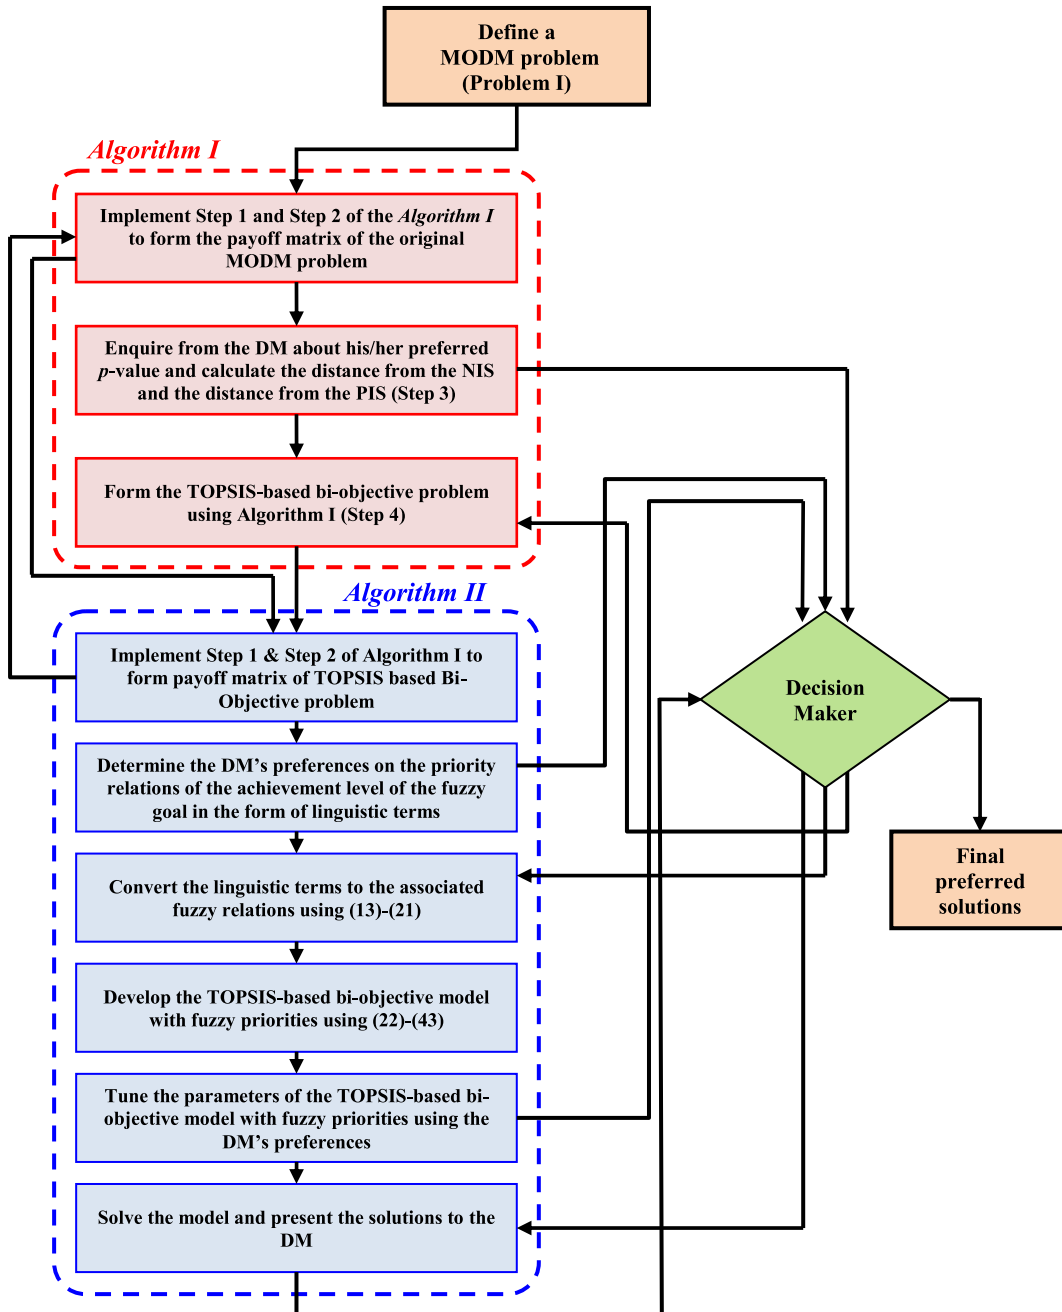 Define a
MODM problem
(Problem I)
Algorithm I
Implement Step 1 and Step 2 of the Algorithm I
to form the payoff matrix of the original
MODM problem
Enquire from the DM about his/her preferred
p-value and calculate the distance from the NIS
and the distance from the PIS (Step 3)
Form the TOPSIS-based bi-objective problem
using Algorithm I (Step 4)
Algorithm II
Implement Step 1 & Step 2 of Algorithm I to
form payoff matrix of TOPSIS based Bi-
Objective problem
Determine the DM's preferences on the priority
relations of the achievement level of the fuzzy
goal in the form of linguistic terms
Convert the linguistic terms to the associated
fuzzy relations using (13)-(21)
Develop the TOPSIS-based bi-objective model
with fuzzy priorities using (22)-(43)
Tune the parameters of the TOPSIS-based bi-
objective model with fuzzy priorities using the
DM's preferences
Solve the model and present the solutions to the
DM
Decision
Maker
Final
preferred
solutions